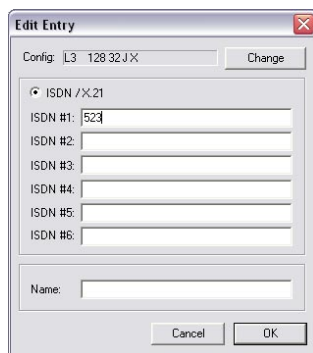 Edit Entry
Config: L3 128 32 J X Change
ISDN / X.21
ISDN #1: 523
ISDN #2:
ISDN #3:
ISDN #4:
ISDN #5:
ISDN #6:
Name:
Cancel OK